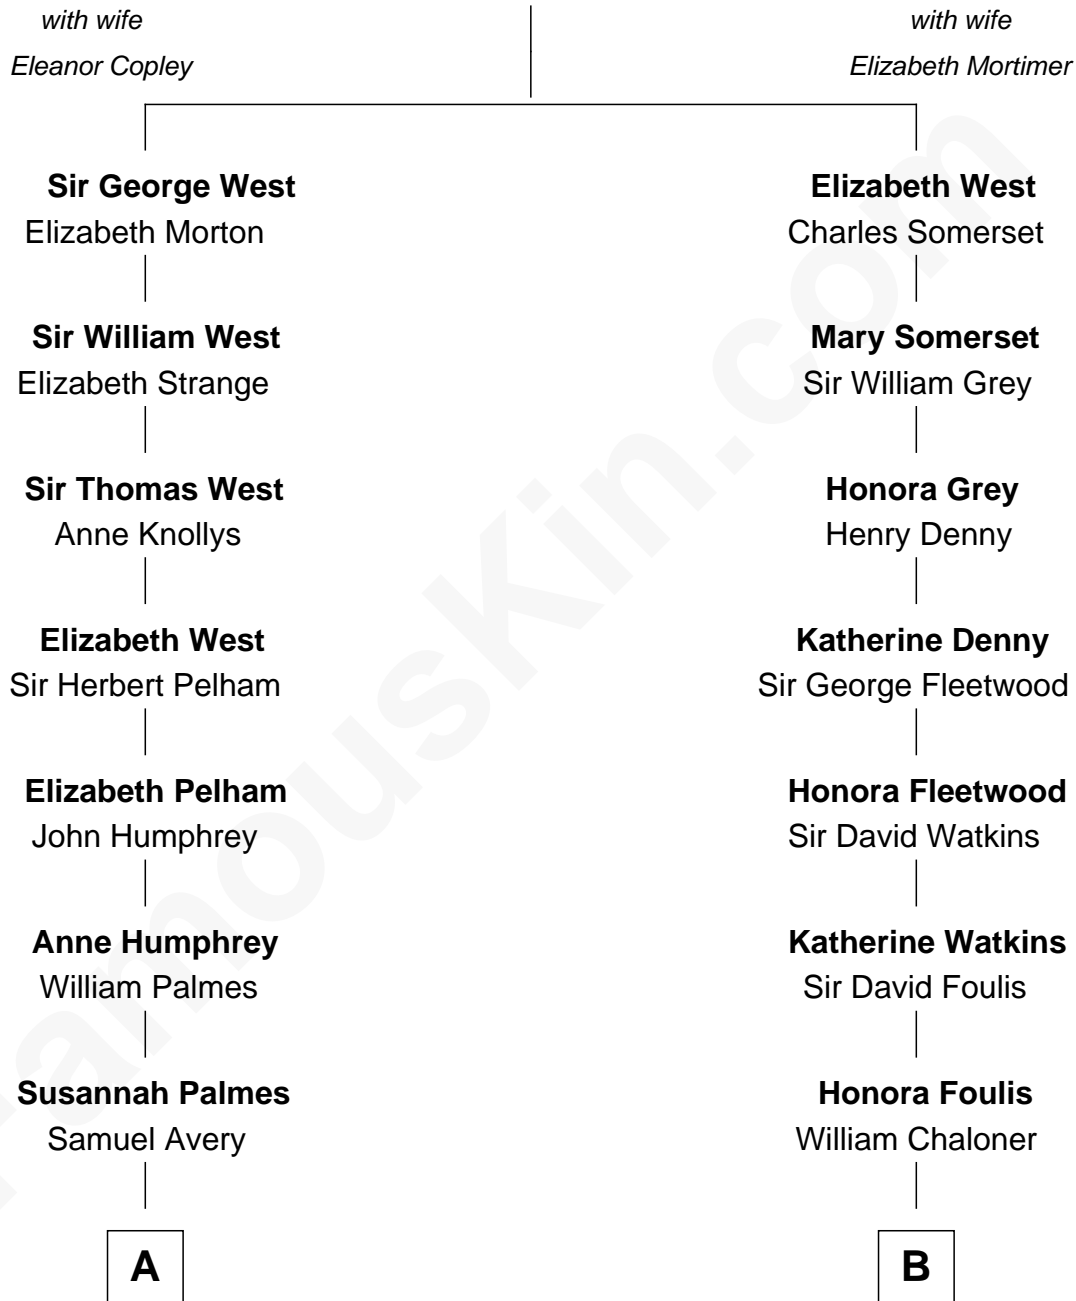 with wife
Eleanor Copley
with wife
Elizabeth Mortimer
Sir George West
Elizabeth Morton
Elizabeth West
Charles Somerset
Sir William West
Elizabeth Strange
Mary Somerset
Sir William Grey
Sir Thomas West
Anne Knollys
Honora Grey
Henry Denny
Elizabeth West
Sir Herbert Pelham
Katherine Denny
Sir George Fleetwood
Elizabeth Pelham
John Humphrey
Honora Fleetwood
Sir David Watkins
Anne Humphrey
William Palmes
Katherine Watkins
Sir David Foulis
Susannah Palmes
Samuel Avery
Honora Foulis
William Chaloner
A
B
FamousKin.com